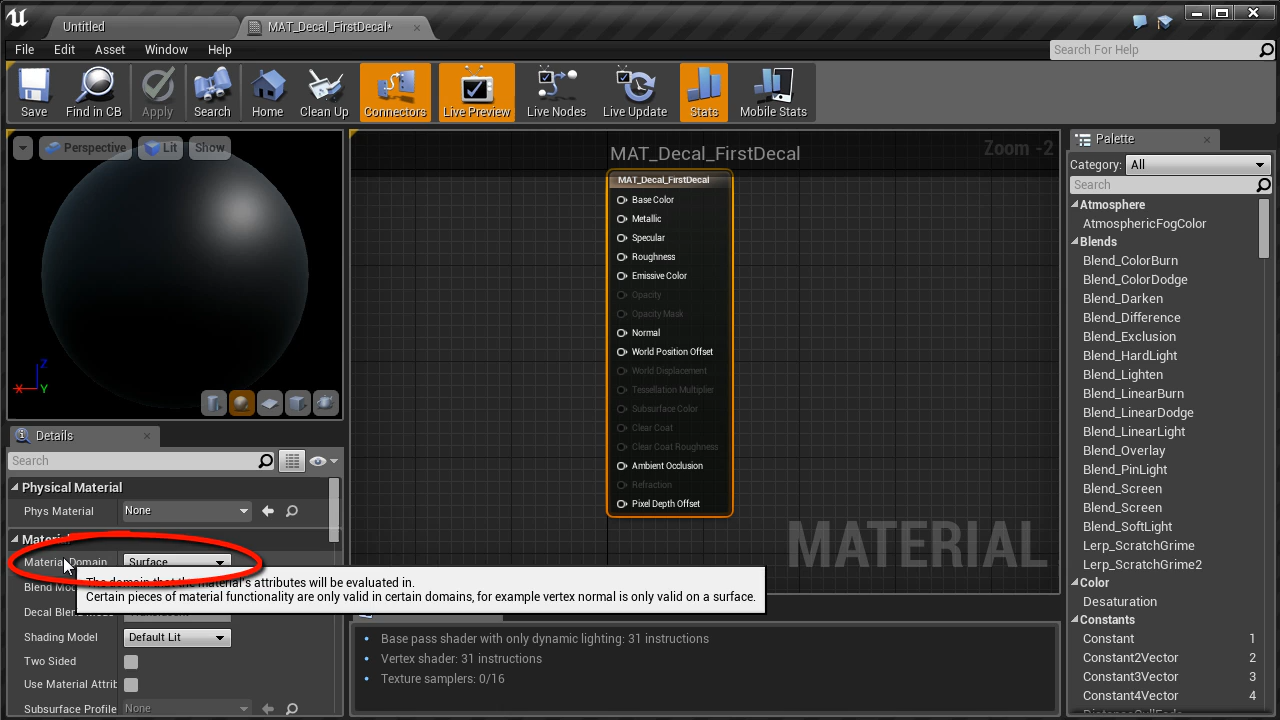 Untitled
MAT_Decal_FirstDecal*
File Edit Asset Window Help
Search For Help
Save Find in CB Apply Search Home Clean Up Connectors Live Preview Live Nodes Live Update Stats Mobile Stats
Perspective Lit Show
X Y Z
MAT_Decal_FirstDecal
Zoom -2
MAT_Decal_FirstDecal
Base Color
Metallic
Specular
Roughness
Emissive Color
Opacity
Opacity Mask
Normal
World Position Offset
World Displacement
Tessellation Multiplier
Subsurface Color
Clear Coat
Clear Coat Roughness
Ambient Occlusion
Refraction
Pixel Depth Offset
MATERIAL
Details
Search
Physical Material
Phys Material None
Material Domain Surface
The domain that the material's attributes will be evaluated in.
Certain pieces of material functionality are only valid in certain domains, for example vertex normal is only valid on a surface.
Shading Model Default Lit
Two Sided
Use Material Attrib
Subsurface Profile None
Base pass shader with only dynamic lighting: 31 instructions
Vertex shader: 31 instructions
Texture samplers: 0/16
Palette
Category: All
Search
Atmosphere
AtmosphericFogColor
Blends
Blend_ColorBurn
Blend_ColorDodge
Blend_Darken
Blend_Difference
Blend_Exclusion
Blend_HardLight
Blend_Lighten
Blend_LinearBurn
Blend_LinearDodge
Blend_LinearLight
Blend_Overlay
Blend_PinLight
Blend_Screen
Blend_Screen
Blend_SoftLight
Lerp_ScratchGrime
Lerp_ScratchGrime2
Color
Desaturation
Constants
Constant 1
Constant2Vector 2
Constant3Vector 3
Constant4Vector 4